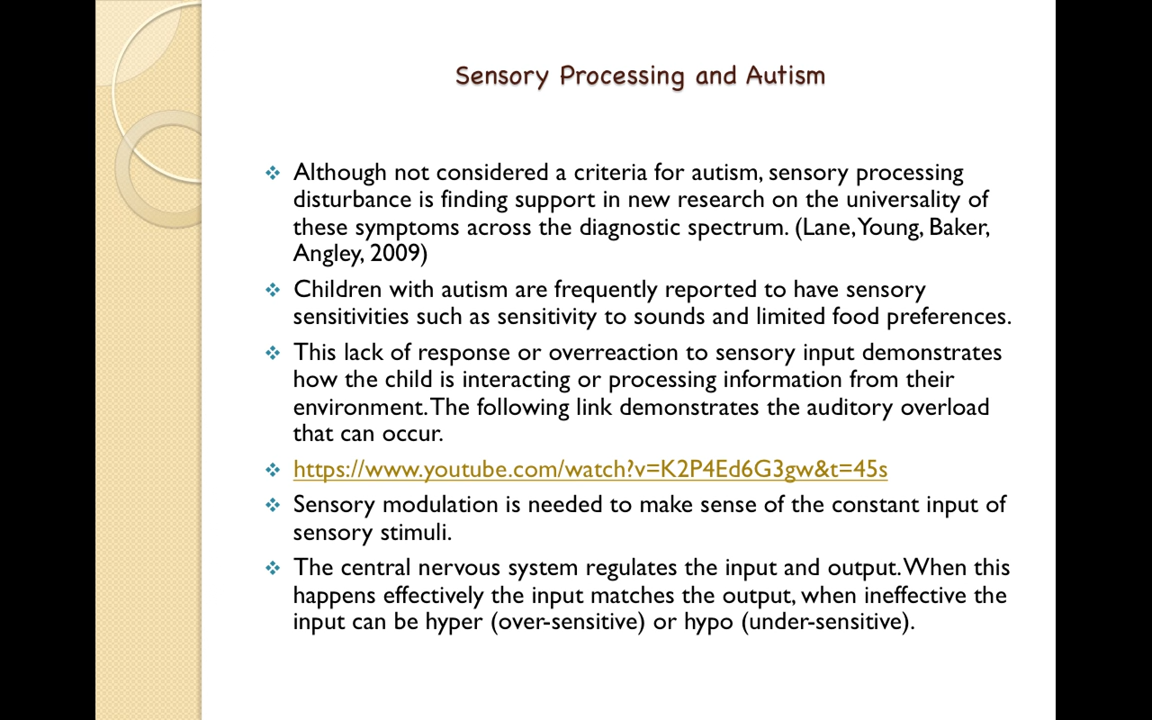 Sensory Processing and Autism
Although not considered a criteria for autism, sensory processing
disturbance is finding support in new research on the universality of
these symptoms across the diagnostic spectrum. (Lane, Young, Baker,
Angley, 2009)
Children with autism are frequently reported to have sensory
sensitivities such as sensitivity to sounds and limited food preferences.
This lack of response or overreaction to sensory input demonstrates
how the child is interacting or processing information from their
environment. The following link demonstrates the auditory overload
that can occur.
https://www.youtube.com/watch?v=K2P4Ed6G3gw&t=45s
Sensory modulation is needed to make sense of the constant input of
sensory stimuli.
The central nervous system regulates the input and output. When this
happens effectively the input matches the output, when ineffective the
input can be hyper (over-sensitive) or hypo (under-sensitive).